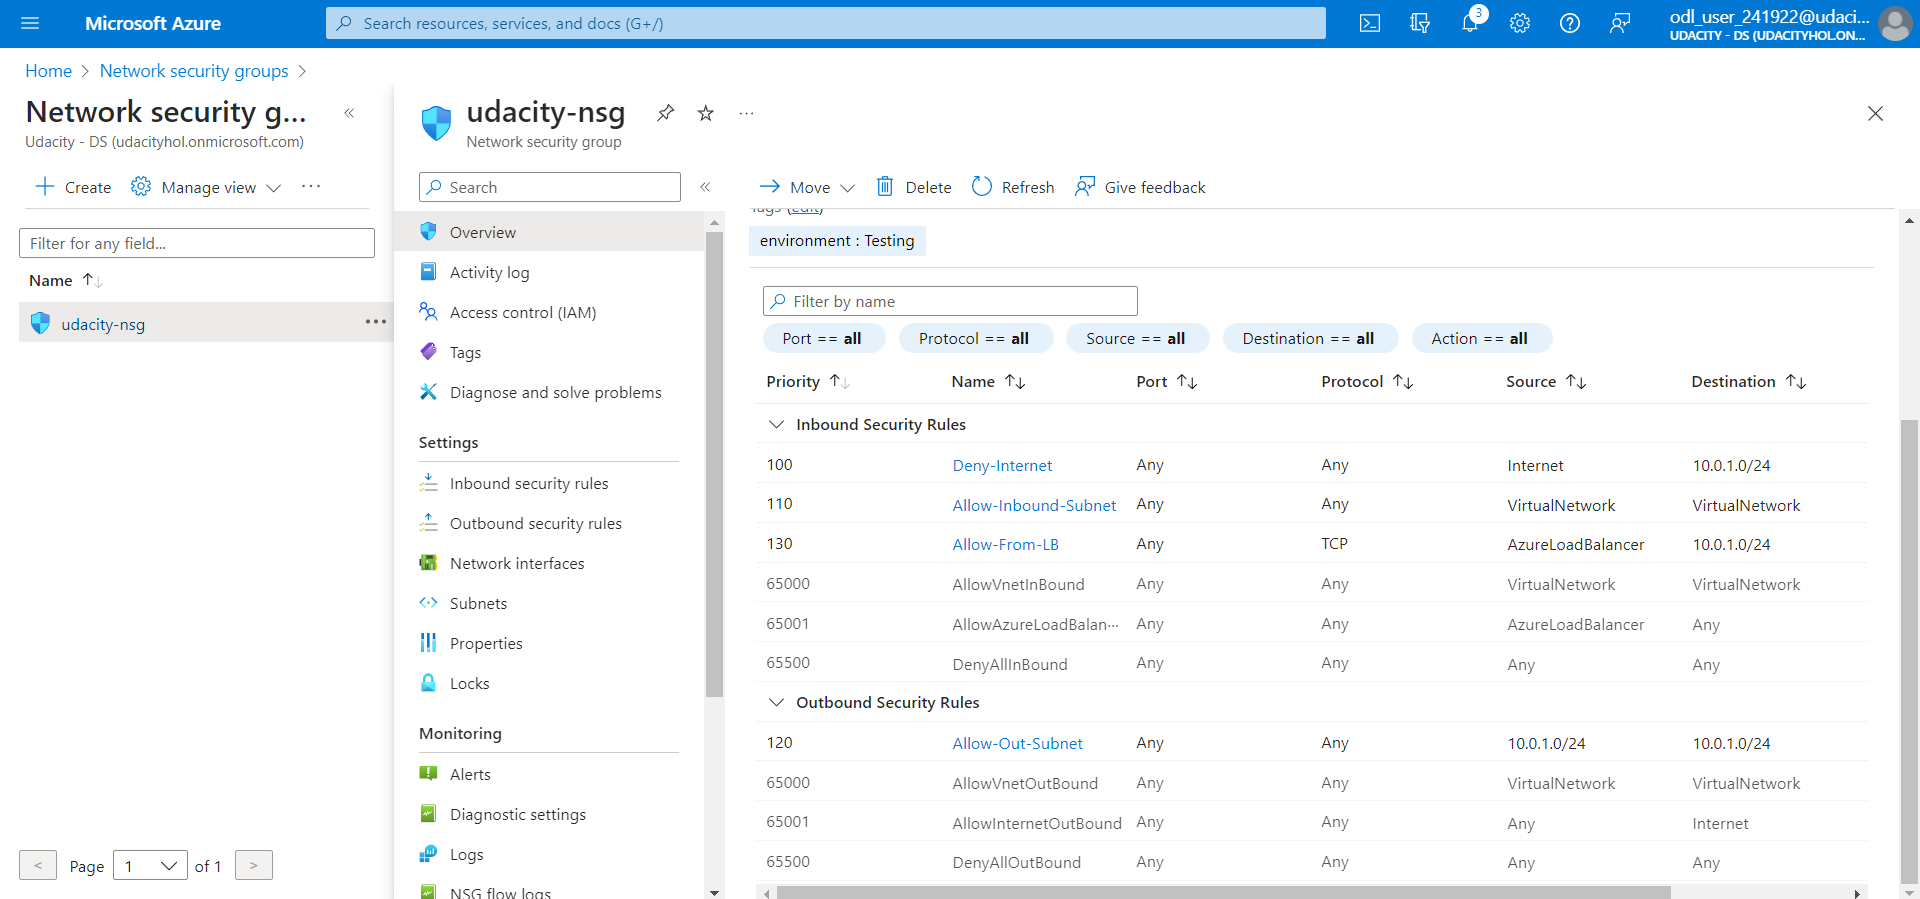 Microsoft Azure
Search resources, services, and docs (G+/)
3
odl_user_241922@udaci...
UDACITY - DS (UDACITYHOL.ON...
Home > Network security groups >
Network security g...
Udacity - DS (udacityhol.onmicrosoft.com)
Create
Manage view
Filter for any field...
Name
udacity-nsg
< Page 1 of 1 >
udacity-nsg
Network security group
Search
Overview
Activity log
Access control (IAM)
Tags
Diagnose and solve problems
Settings
Inbound security rules
Outbound security rules
Network interfaces
Subnets
Properties
Locks
Monitoring
Alerts
Diagnostic settings
Logs
NSG flow logs
Move Delete Refresh Give feedback
Tags (edit)
environment : Testing
Filter by name
Port == all Protocol == all Source == all Destination == all Action == all
Priority Name Port Protocol Source Destination
Inbound Security Rules
100 Deny-Internet Any Any Internet 10.0.1.0/24
110 Allow-Inbound-Subnet Any Any VirtualNetwork VirtualNetwork
130 Allow-From-LB Any TCP AzureLoadBalancer 10.0.1.0/24
65000 AllowVnetInBound Any Any VirtualNetwork VirtualNetwork
65001 AllowAzureLoadBalan··· Any Any AzureLoadBalancer Any
65500 DenyAllInBound Any Any Any Any
Outbound Security Rules
120 Allow-Out-Subnet Any Any 10.0.1.0/24 10.0.1.0/24
65000 AllowVnetOutBound Any Any VirtualNetwork VirtualNetwork
65001 AllowInternetOutBound Any Any Any Internet
65500 DenyAllOutBound Any Any Any Any